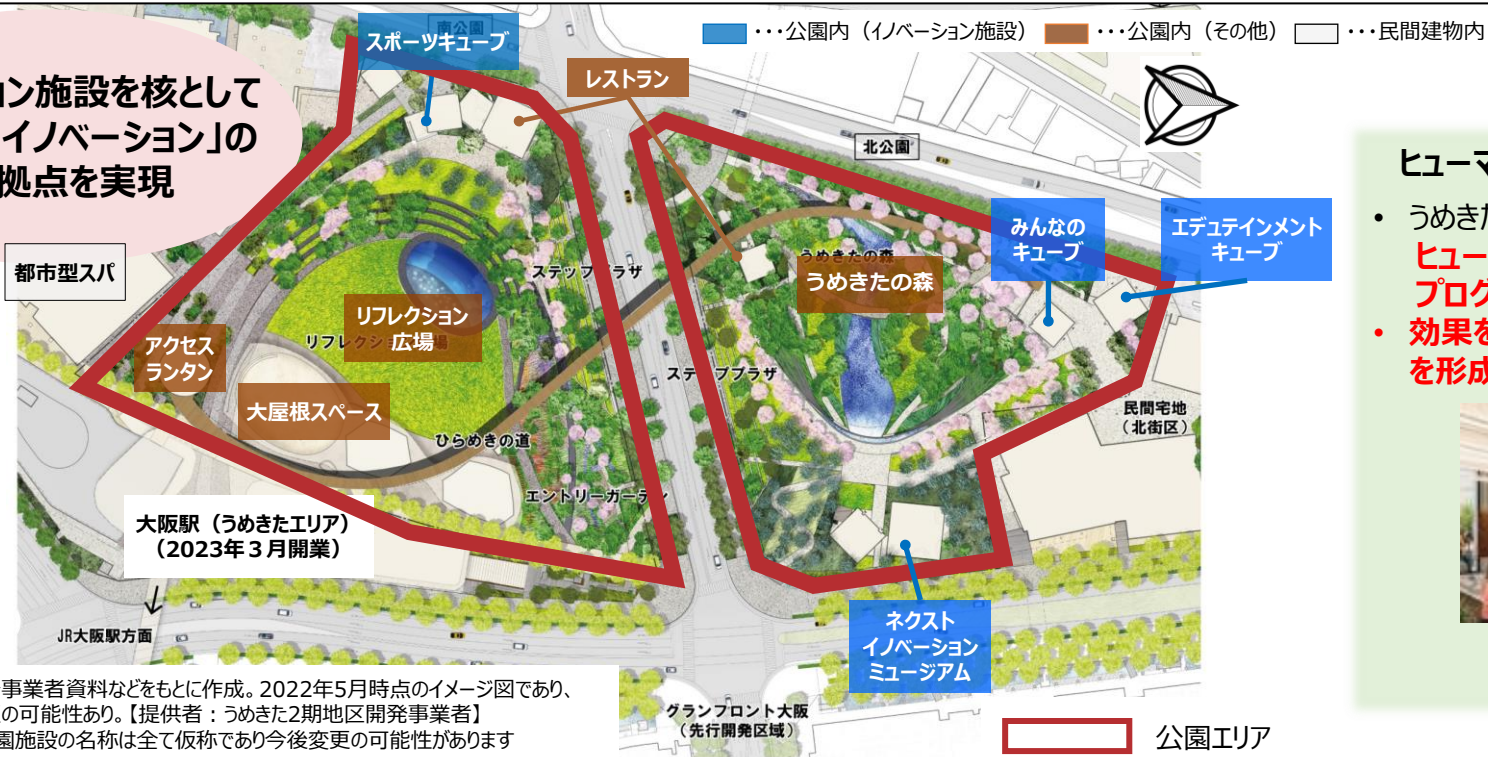 ・・・公園内（イノベーション施設）
・・・公園内（その他）
・・・民間建物内
ョン施設を核として
イノベーション」の
拠点を実現
南公園
スポーツキューブ
レストラン
北公園
都市型スパ
みんなの
キューブ
エデュテインメント
キューブ
ステッププラザ
うめきたの森
うめきたの森
リフレクション
広場
リフレクション広場
アクセス
ランタン
大屋根スペース
ステッププラザ
ひらめきの道
民間宅地
（北街区）
エントリーガーデン
大阪駅（うめきたエリア）
（2023年３月開業）
JR大阪駅方面
ネクスト
イノベーション
ミュージアム
グランフロント大阪
（先行開発区域）
事業者資料などをもとに作成。2022年5月時点のイメージ図であり、
の可能性あり。【提供者：うめきた2期地区開発事業者】
園施設の名称は全て仮称であり今後変更の可能性があります
公園エリア
ヒューマ
• うめきた
ヒュー
プログ
• 効果を
を形成